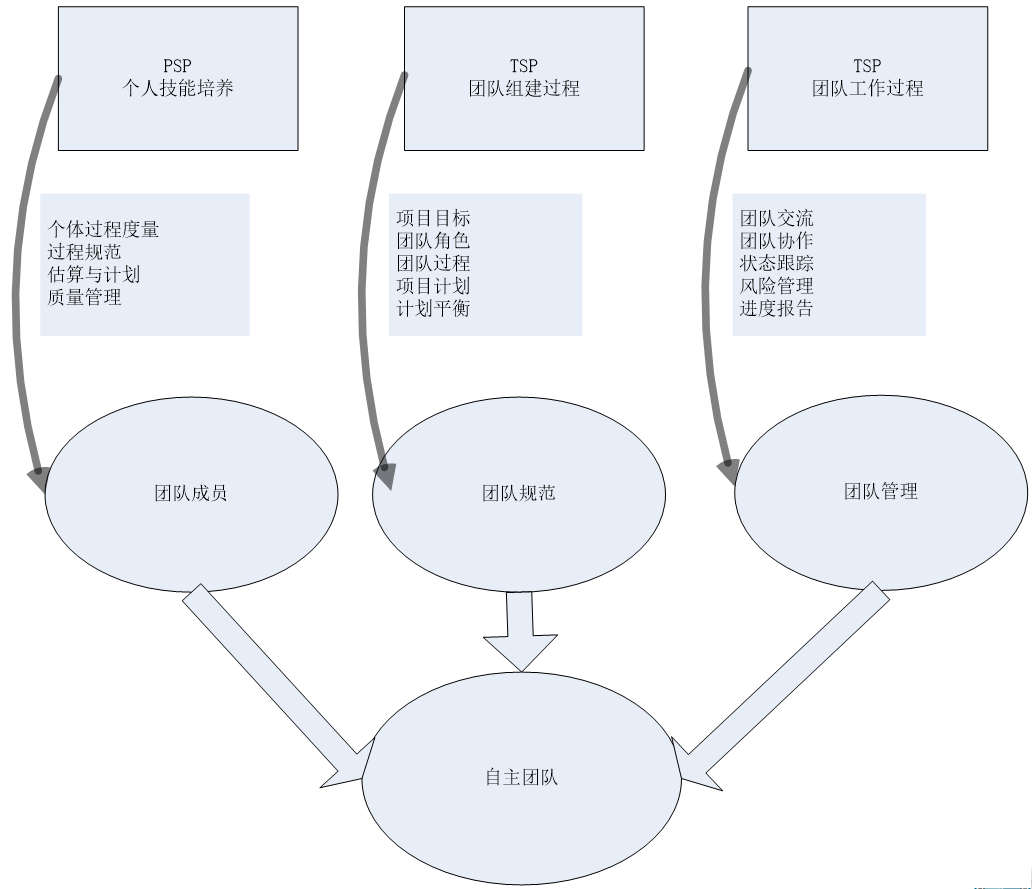 PSP
个人技能培养
TSP
团队组建过程
TSP
团队工作过程
个体过程度量
过程规范
估算与计划
质量管理
项目目标
团队角色
团队过程
项目计划
计划平衡
团队交流
团队协作
状态跟踪
风险管理
进度报告
团队成员
团队规范
团队管理
自主团队